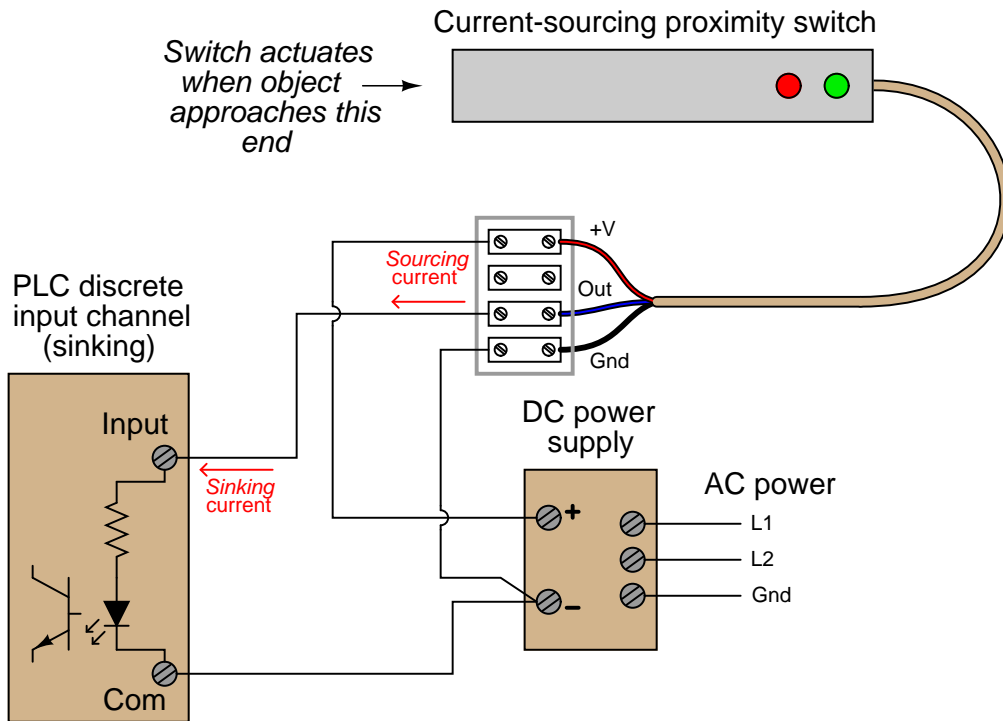 Current-sourcing proximity switch
Switch actuates
when object
approaches this
end
+V
Sourcing
current
Out
Gnd
PLC discrete
input channel
(sinking)
Input
Sinking
current
Com
DC power
supply
+
−
AC power
L1
L2
Gnd